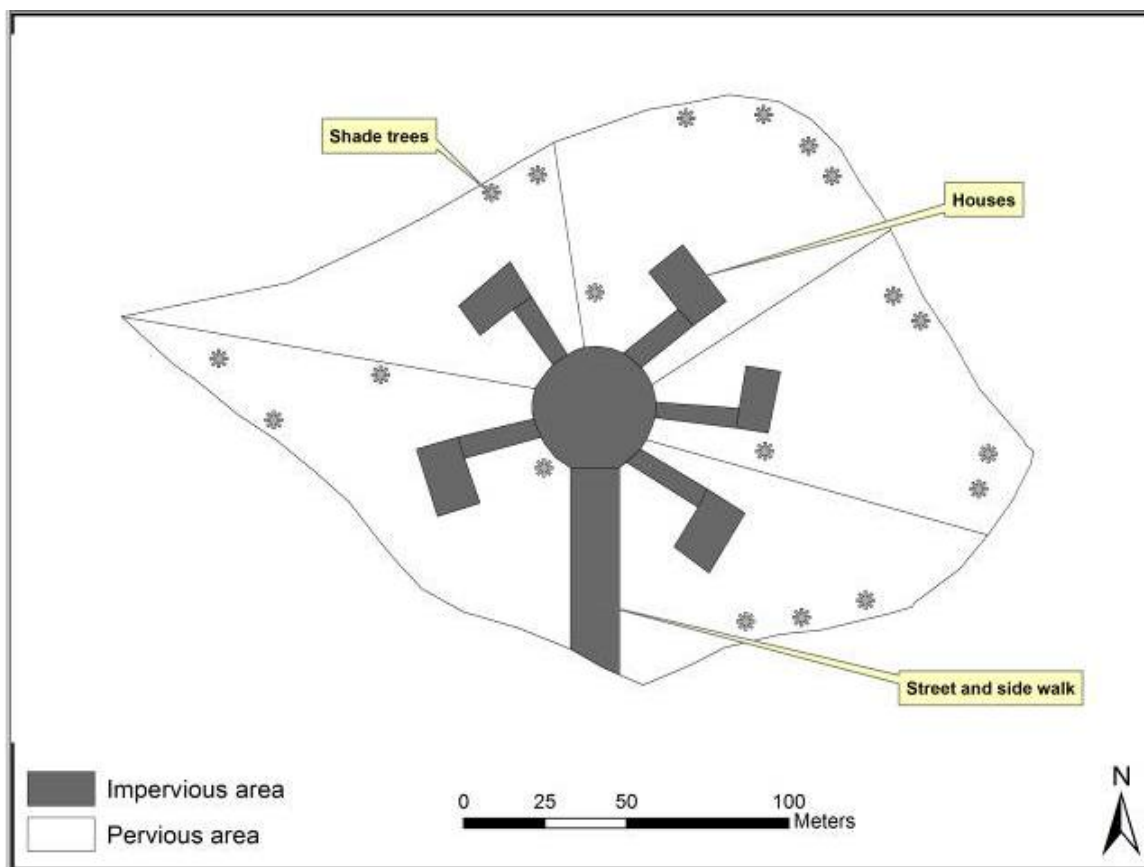 Shade trees
Houses
Street and side walk
Impervious area
Pervious area
0 25 50 100
Meters
N